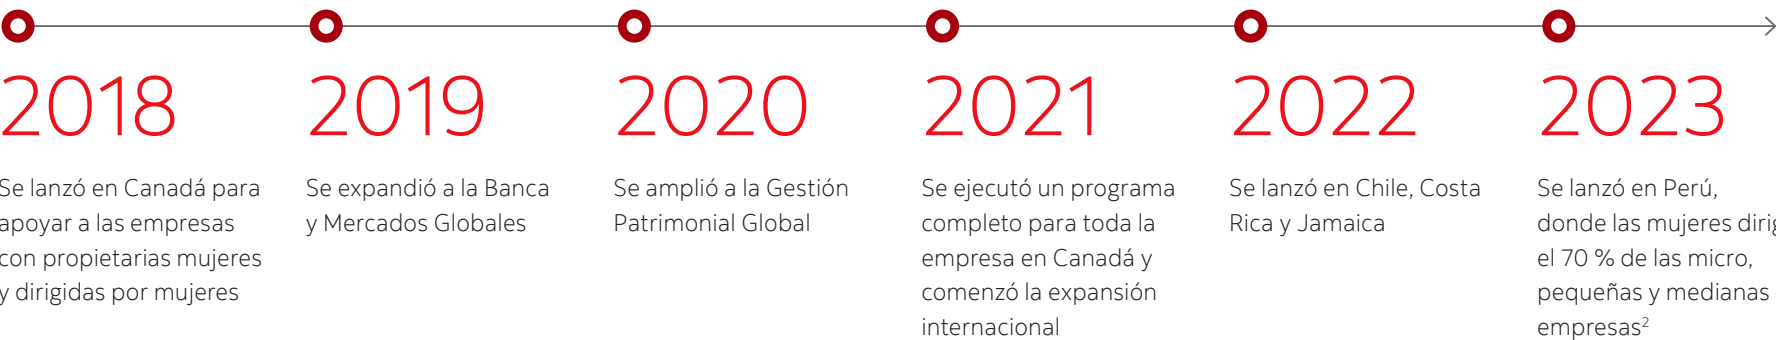 2018
Se lanzó en Canadá para
apoyar a las empresas
con propietarias mujeres
y dirigidas por mujeres
2019
Se expandió a la Banca
y Mercados Globales
2020
Se amplió a la Gestión
Patrimonial Global
2021
Se ejecutó un programa
completo para toda la
empresa en Canadá y
comenzó la expansión
internacional
2022
Se lanzó en Chile, Costa
Rica y Jamaica
2023
Se lanzó en Perú,
donde las mujeres
el 70 % de las micro,
pequeñas y medianas
empresas²